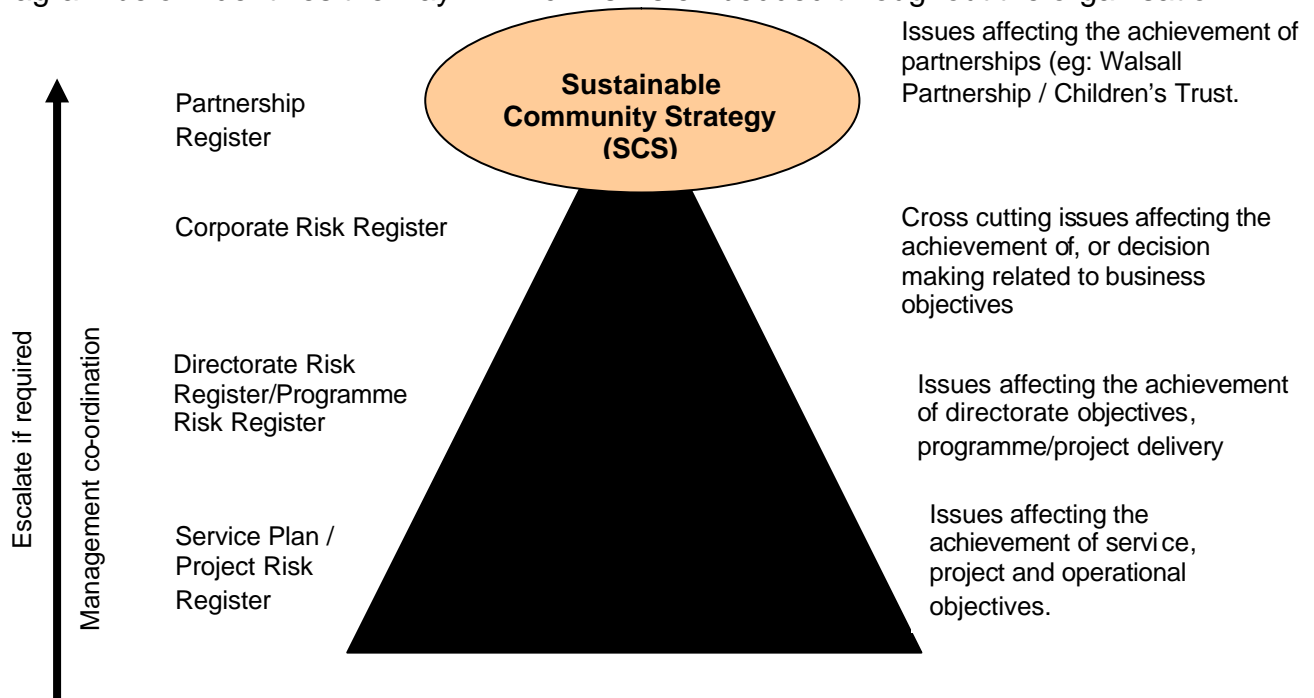 Issues affecting the achievement of
partnerships (eg: Walsall
Partnership / Children's Trust.
Sustainable
Community Strategy
(SCS)
Partnership
Register
Corporate Risk Register
Cross cutting issues affecting the
achievement of, or decision
making related to business
objectives
Directorate Risk
Register/Programme
Risk Register
Issues affecting the achievement
of directorate objectives,
programme/project delivery
Service Plan /
Project Risk
Register
Issues affecting the
achievement of service,
project and operational
objectives.
Escalate if required
Management co-ordination